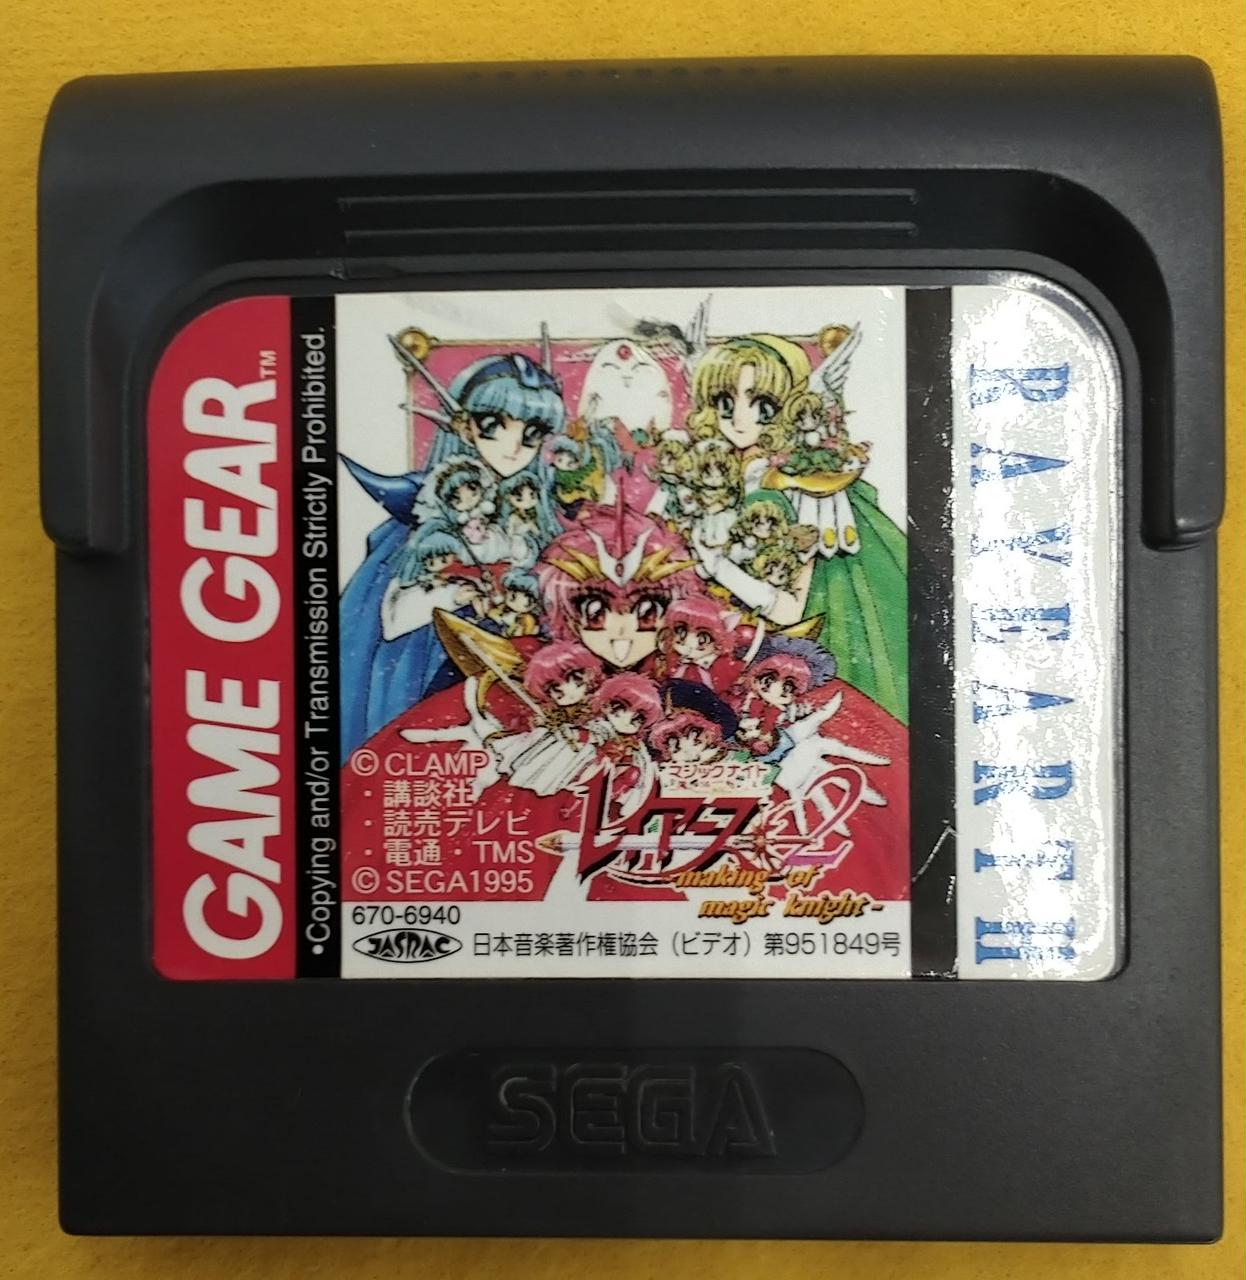 GAME GEAR™
•Copying and/or Transmission Strictly Prohibited.
© CLAMP
・講談社
・読売テレビ
・電通・TMS
© SEGA1995
マジックナイト
レイアース2
making of
magic knight-
670-6940
JASRAC 日本音楽著作権協会（ビデオ）第951849号
RAYEARTH
SEGA